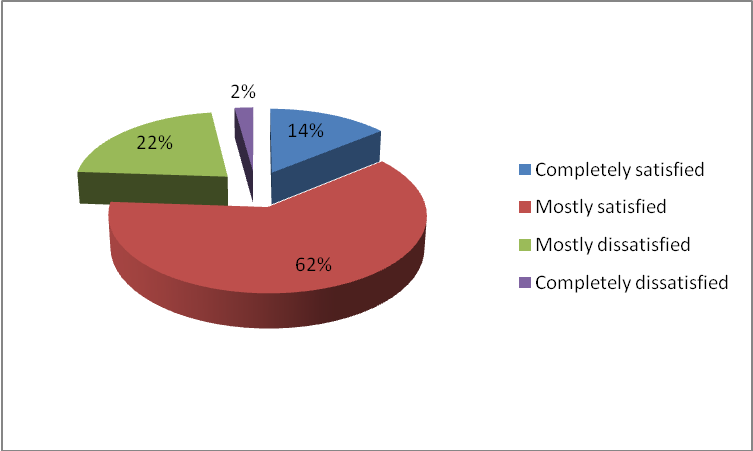 2%
14%
22%
62%
Completely satisfied
Mostly satisfied
Mostly dissatisfied
Completely dissatisfied